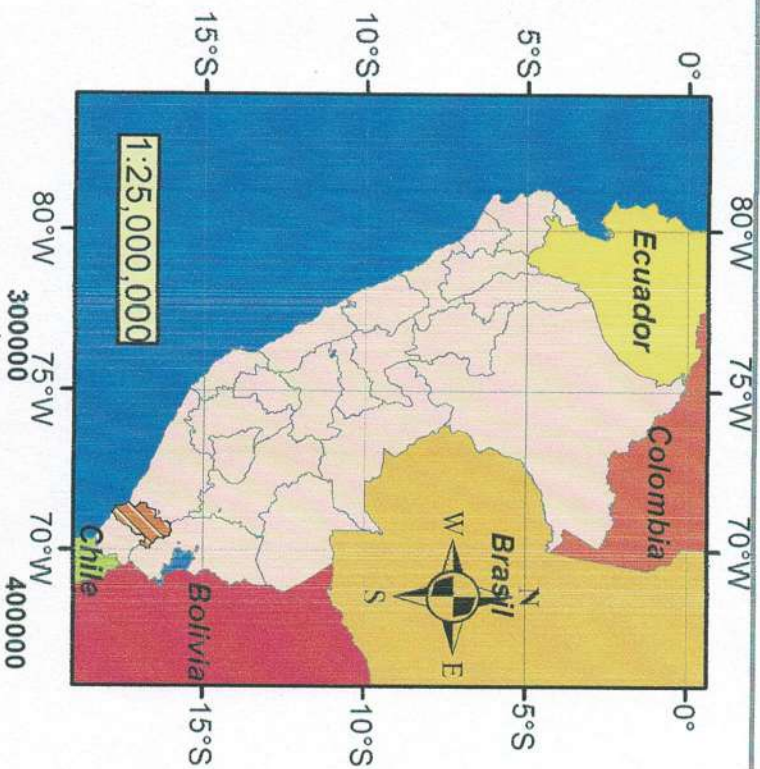 80°W
75°W
70°W
0°
0°
Ecuador
Colombia
5°S
5°S
Brasil
N
W
E
S
10°S
10°S
15°S
15°S
Bolivia
Chile
1:25,000,000
80°W
75°W
70°W
300000
400000